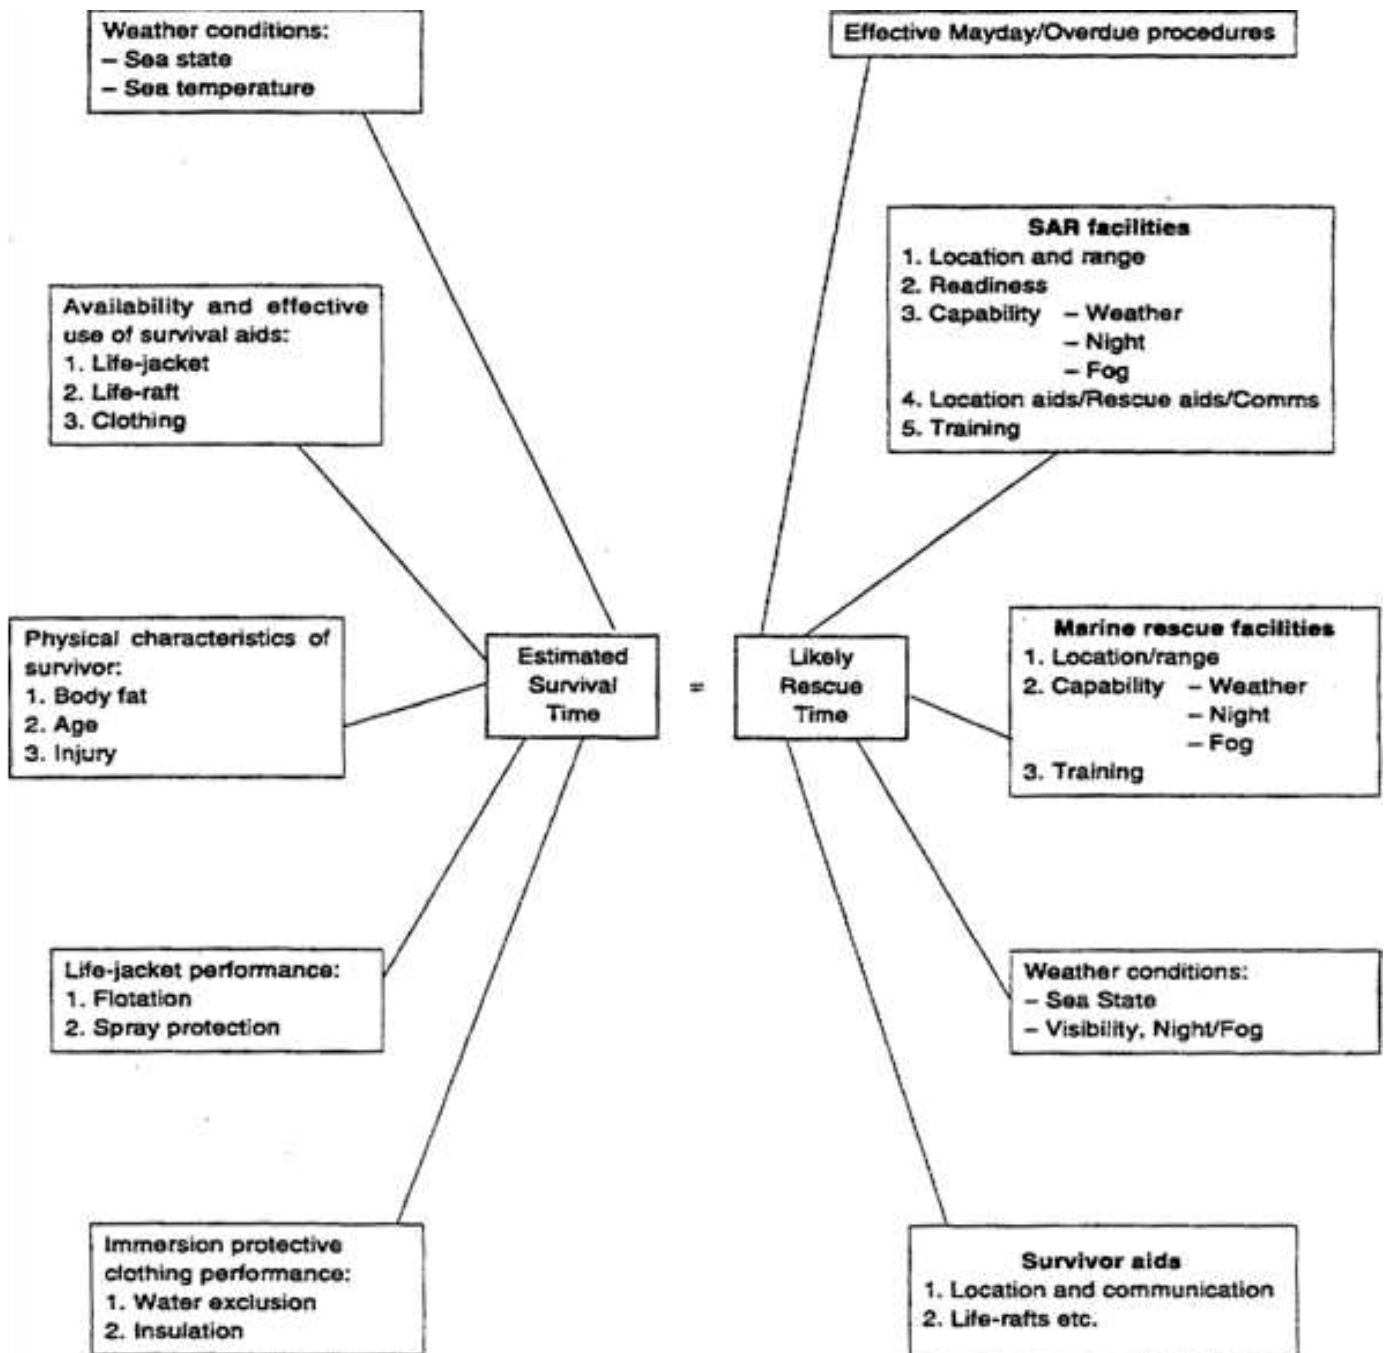 Weather conditions:
– Sea state
– Sea temperature
Effective Mayday/Overdue procedures
SAR facilities
1. Location and range
2. Readiness
3. Capability – Weather
– Night
– Fog
4. Location aids/Rescue aids/Comms
5. Training
Availability and effective
use of survival aids:
1. Life-jacket
2. Life-raft
3. Clothing
Physical characteristics of
survivor:
1. Body fat
2. Age
3. Injury
Estimated
Survival
Time
=
Likely
Rescue
Time
Marine rescue facilities
1. Location/range
2. Capability – Weather
– Night
– Fog
3. Training
Life-jacket performance:
1. Flotation
2. Spray protection
Weather conditions:
– Sea State
– Visibility, Night/Fog
Immersion protective
clothing performance:
1. Water exclusion
2. Insulation
Survivor aids
1. Location and communication
2. Life-rafts etc.